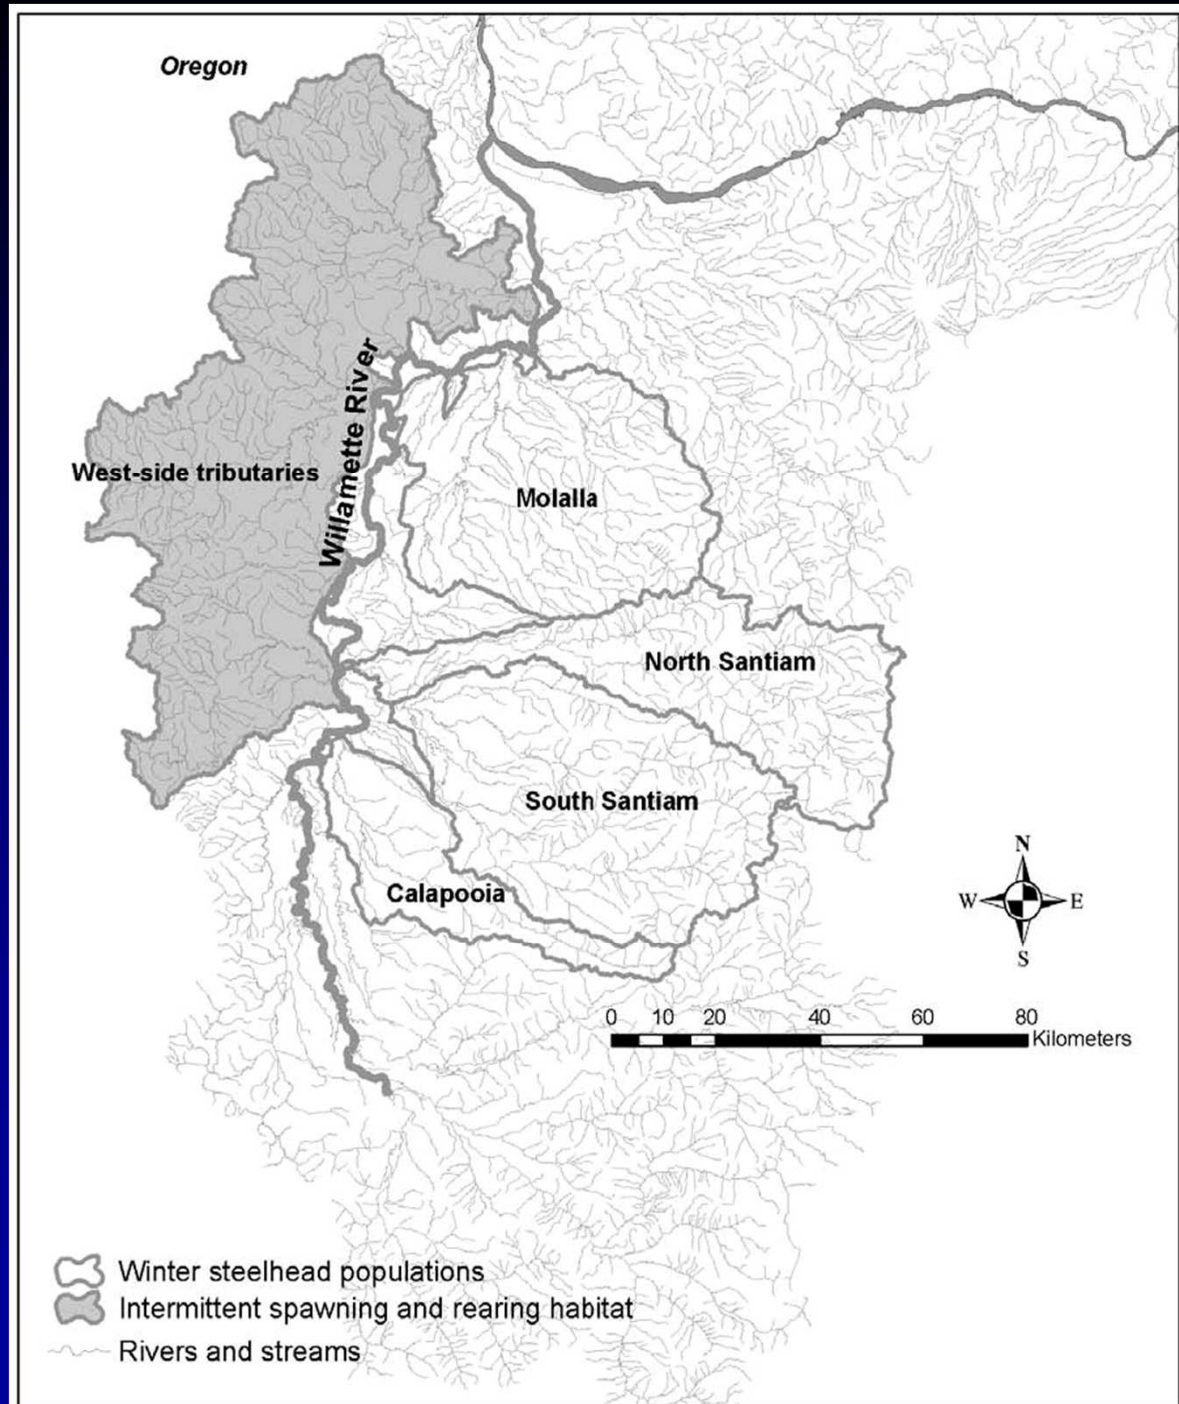 Oregon
Willamette River
West-side tributaries
Molalla
North Santiam
South Santiam
Calapooia
N
W E
S
0 10 20 40 60 80
Kilometers
Winter steelhead populations
Intermittent spawning and rearing habitat
Rivers and streams